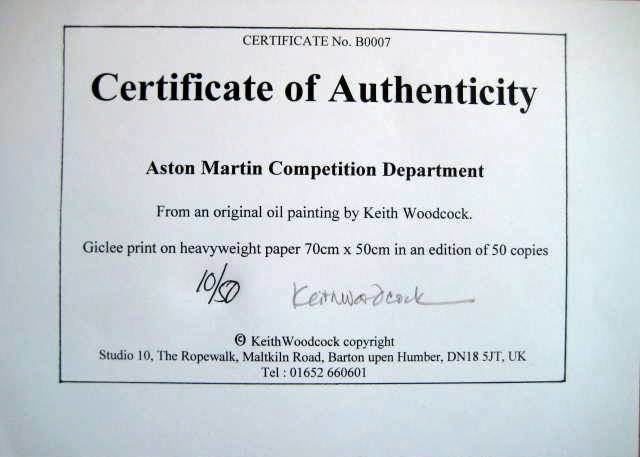 CERTIFICATE No. B0007
Certificate of Authenticity
Aston Martin Competition Department
From an original oil painting by Keith Woodcock.
Giclee print on heavyweight paper 70cm x 50cm in an edition of 50 copies
10/50 Keith Woodcock
© KeithWoodcock copyright
Studio 10, The Ropewalk, Maltkiln Road, Barton upen Humber, DN18 5JT, UK
Tel : 01652 660601